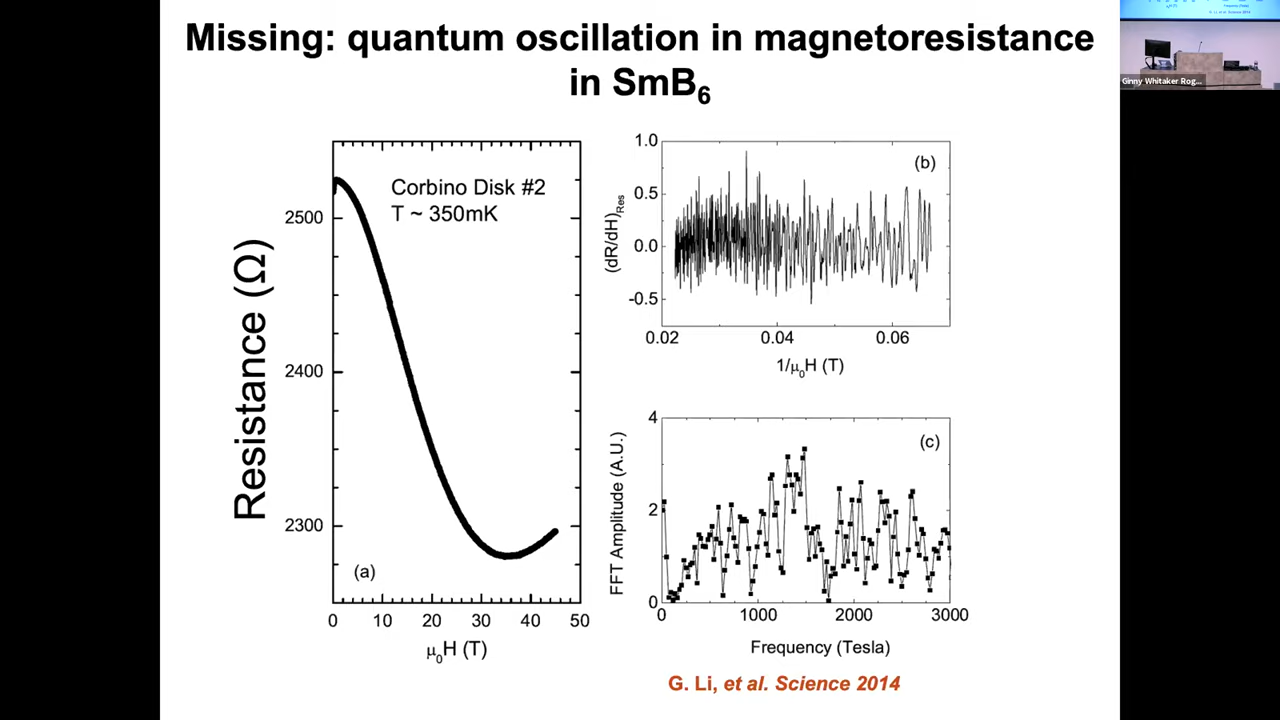 Missing: quantum oscillation in magnetoresistance
in SmB6
Corbino Disk #2
T ~ 350mK
2500
2400
2300
Resistance (Ω)
(a)
0 10 20 30 40 50
μ0H (T)
1.0
0.5
0.0
-0.5
(dR/dH)Res
(b)
0.02 0.04 0.06
1/μ0H (T)
4
2
0
FFT Amplitude (A.U.)
(c)
0 1000 2000 3000
Frequency (Tesla)
G. Li, et al. Science 2014
Ginny Whitaker Rog...